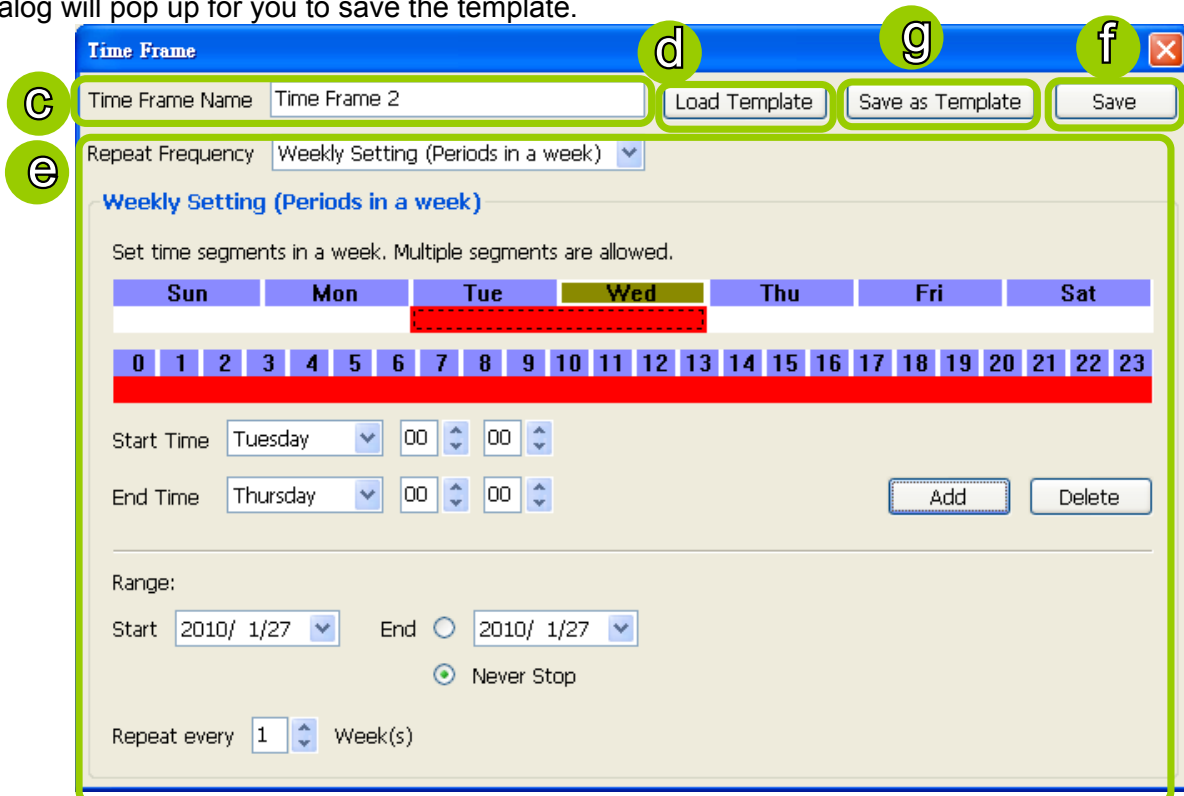 alog will pop up for you to save the template.
Time Frame
d
g
f
c
Time Frame Name Time Frame 2 Load Template Save as Template Save
e
Repeat Frequency Weekly Setting (Periods in a week)
Weekly Setting (Periods in a week)
Set time segments in a week. Multiple segments are allowed.
Sun Mon Tue Wed Thu Fri Sat
0 1 2 3 4 5 6 7 8 9 10 11 12 13 14 15 16 17 18 19 20 21 22 23
Start Time Tuesday 00 00
End Time Thursday 00 00 Add Delete
Range:
Start 2010/ 1/27 End 2010/ 1/27
Never Stop
Repeat every 1 Week(s)